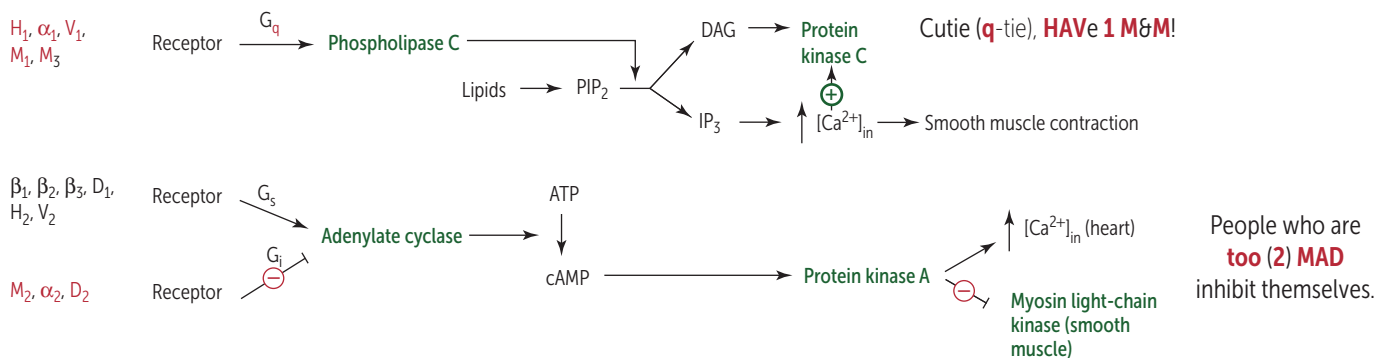 H₁, α₁, V₁,
M₁, M₃
Receptor
Gq
Phospholipase C
Lipids
PIP₂
DAG
Protein
kinase C
IP₃
+
[Ca²⁺]in
Smooth muscle contraction
Cutie (q-tie), HAVe 1 M&M!
β₁, β₂, β₃, D₁,
H₂, V₂
Receptor
Gs
Adenylate cyclase
Gi
−
M₂, α₂, D₂
Receptor
ATP
cAMP
Protein kinase A
[Ca²⁺]in (heart)
−
Myosin light-chain
kinase (smooth
muscle)
People who are
too (2) MAD
inhibit themselves.